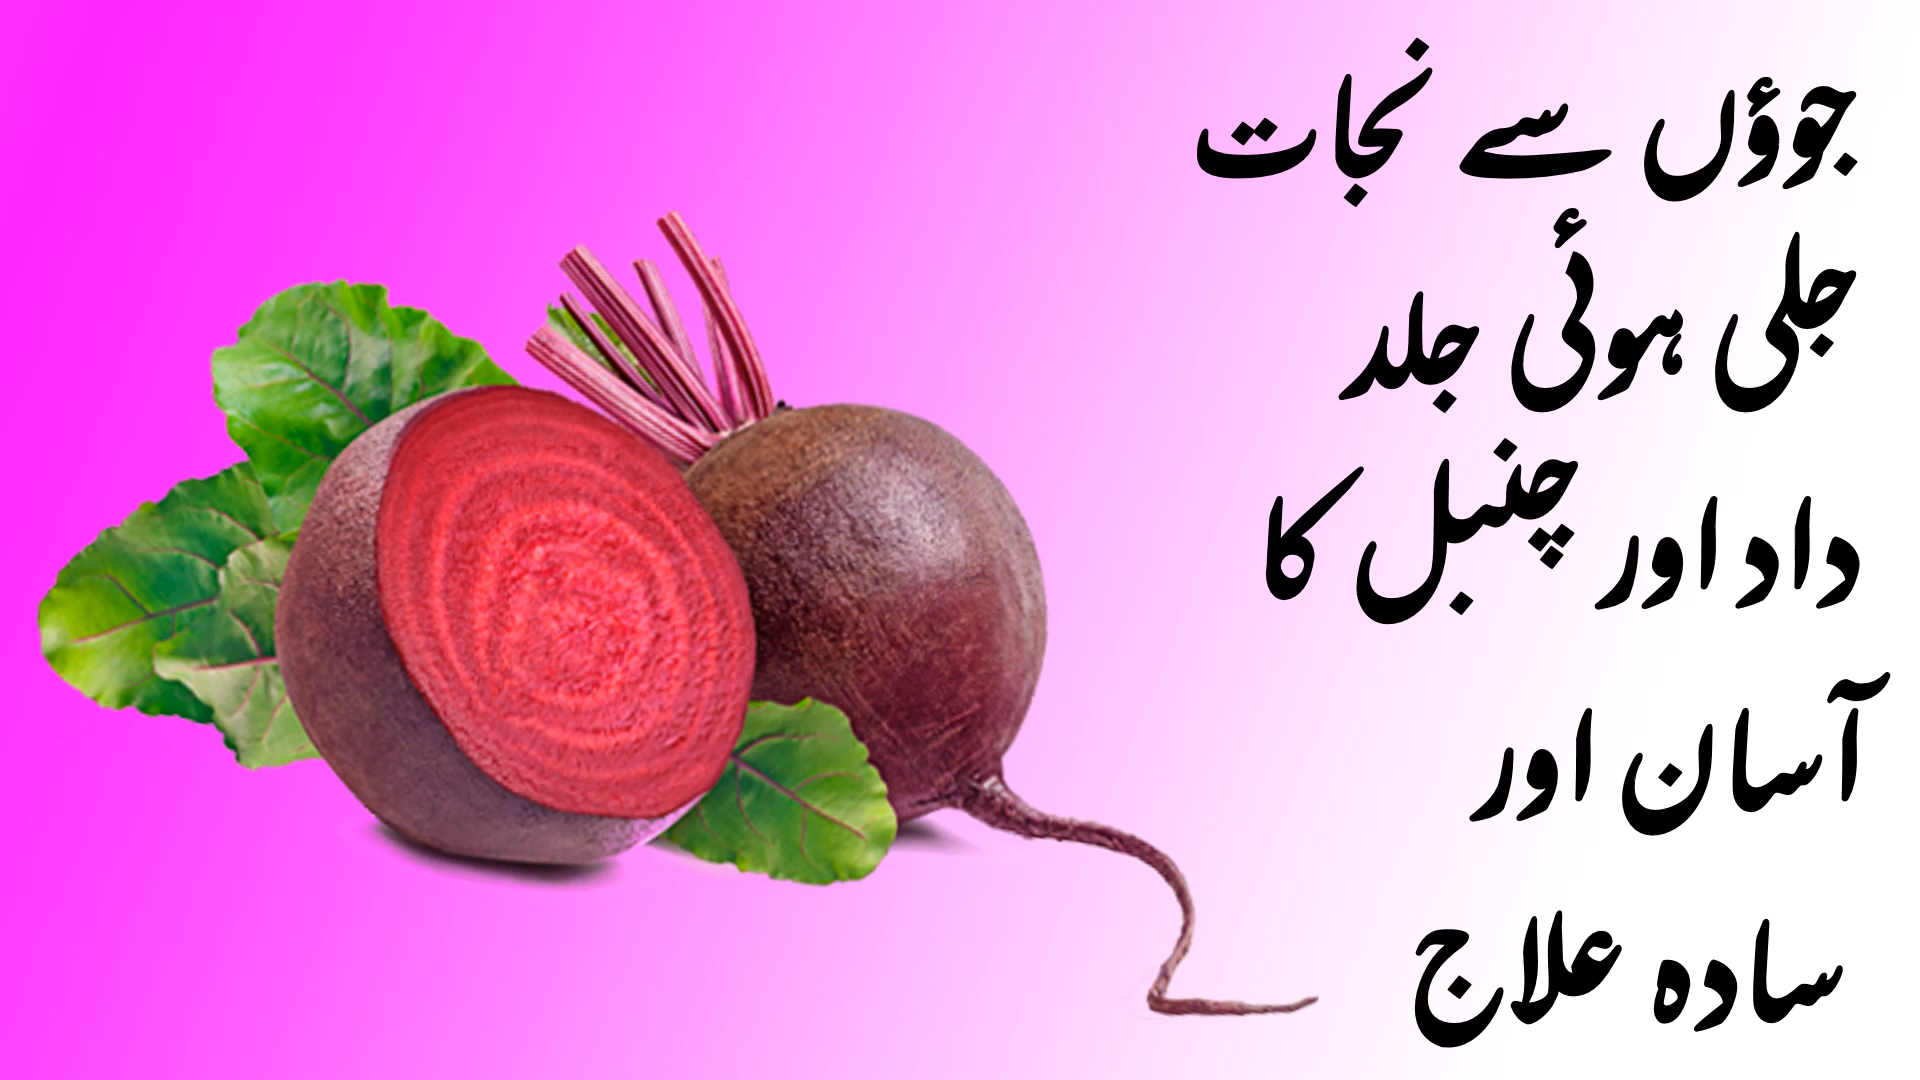 جوؤں سے نجات
جلی ہوئی جلد
داد اور چنبل کا
آسان اور
سادہ علاج